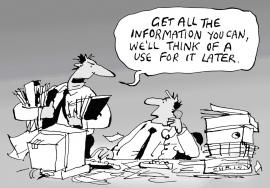 GET ALL THE
INFORMATION YOU CAN,
WE'LL THINK OF A
USE FOR IT LATER.